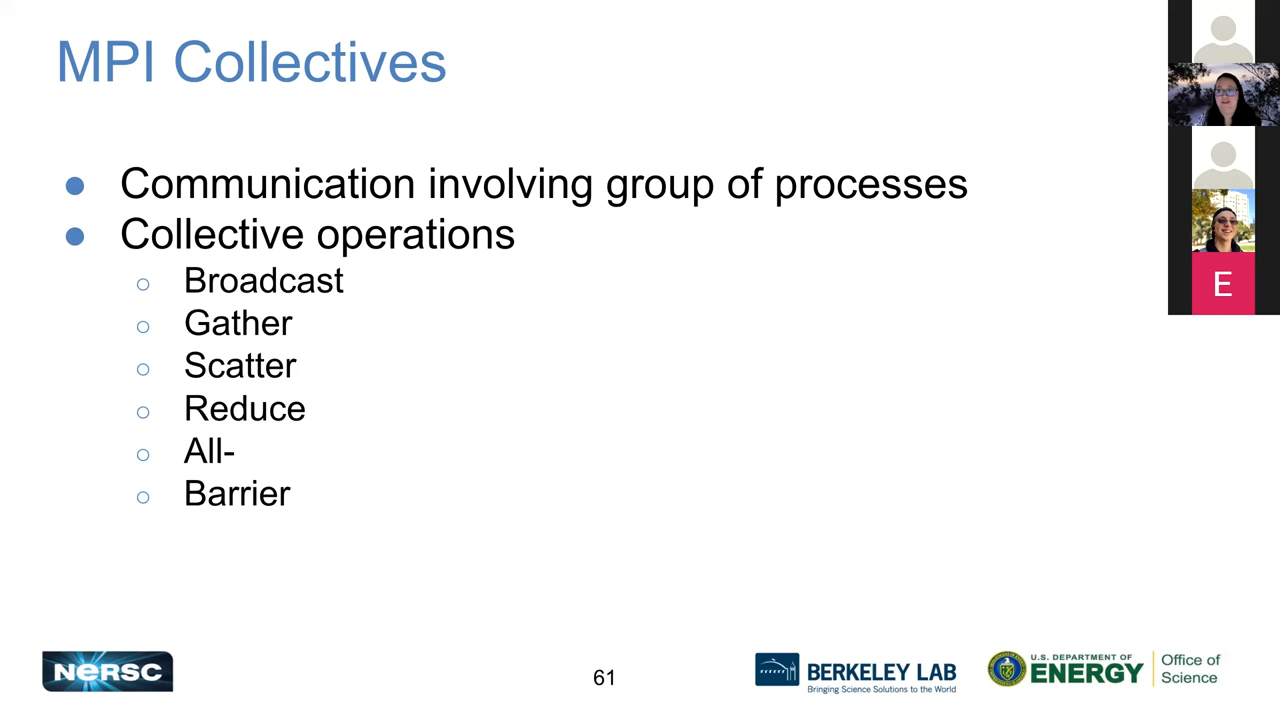 MPI Collectives
● Communication involving group of processes
● Collective operations
○ Broadcast
○ Gather
○ Scatter
○ Reduce
○ All-
○ Barrier
E
NERSC
61
BERKELEY LAB
Bringing Science Solutions to the World
U.S. DEPARTMENT OF
ENERGY
Office of
Science